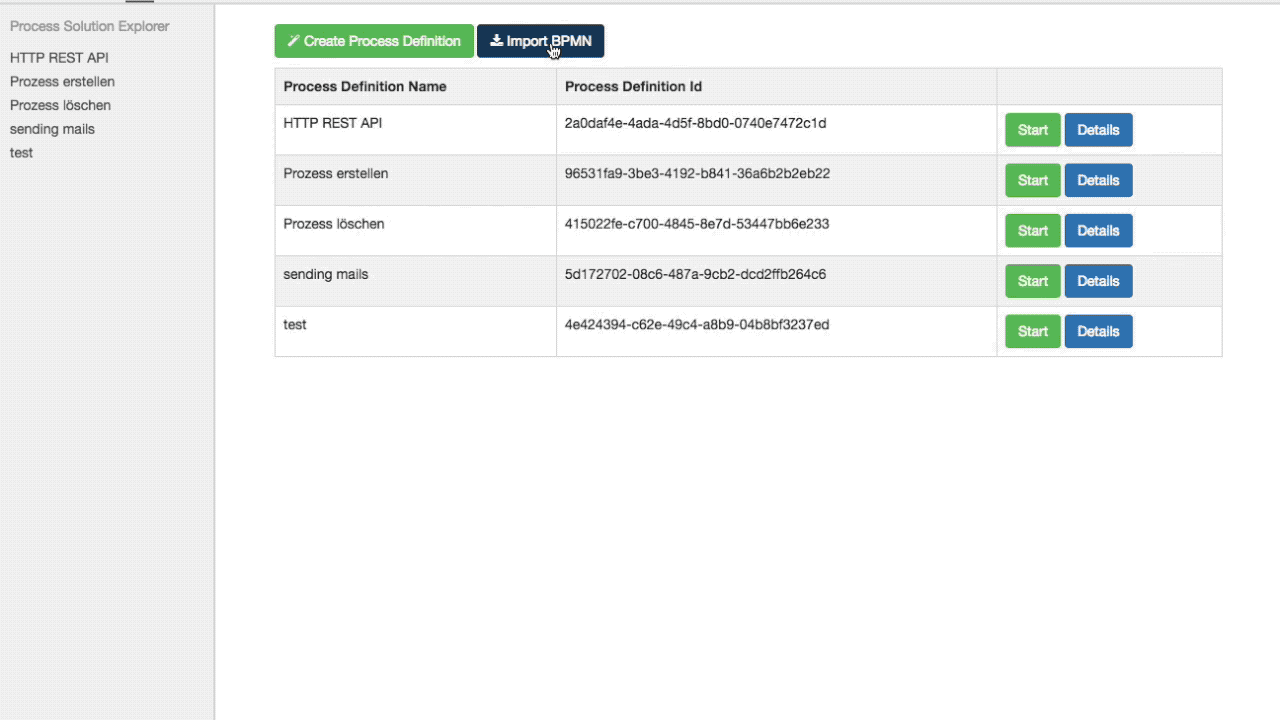 Process Solution Explorer
HTTP REST API
Prozess erstellen
Prozess löschen
sending mails
test
Create Process Definition Import BPMN
Process Definition Name Process Definition Id
HTTP REST API 2a0daf4e-4ada-4d5f-8bd0-0740e7472c1d Start Details
Prozess erstellen 96531fa9-3be3-4192-b841-36a6b2b2eb22 Start Details
Prozess löschen 415022fe-c700-4845-8e7d-53447bb6e233 Start Details
sending mails 5d172702-08c6-487a-9cb2-dcd2ffb264c6 Start Details
test 4e424394-c62e-49c4-a8b9-04b8bf3237ed Start Details